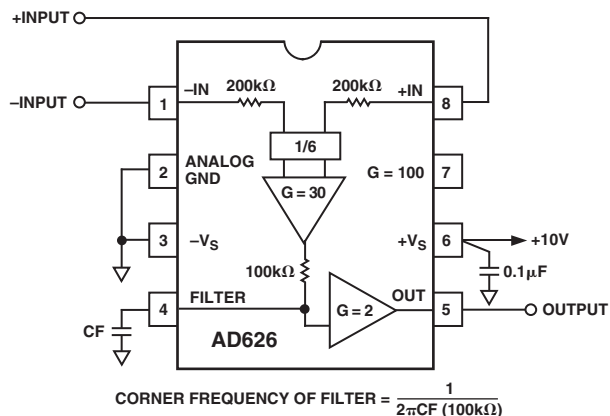 +INPUT
–INPUT
200kΩ 200kΩ
1 –IN +IN 8
1/6
2 ANALOG GND G = 100 7
G = 30
3 –VS +VS 6 +10V
100kΩ 0.1µF
4 FILTER OUT 5 OUTPUT
G = 2
CF
AD626
CORNER FREQUENCY OF FILTER = 1 / 2πCF (100kΩ)